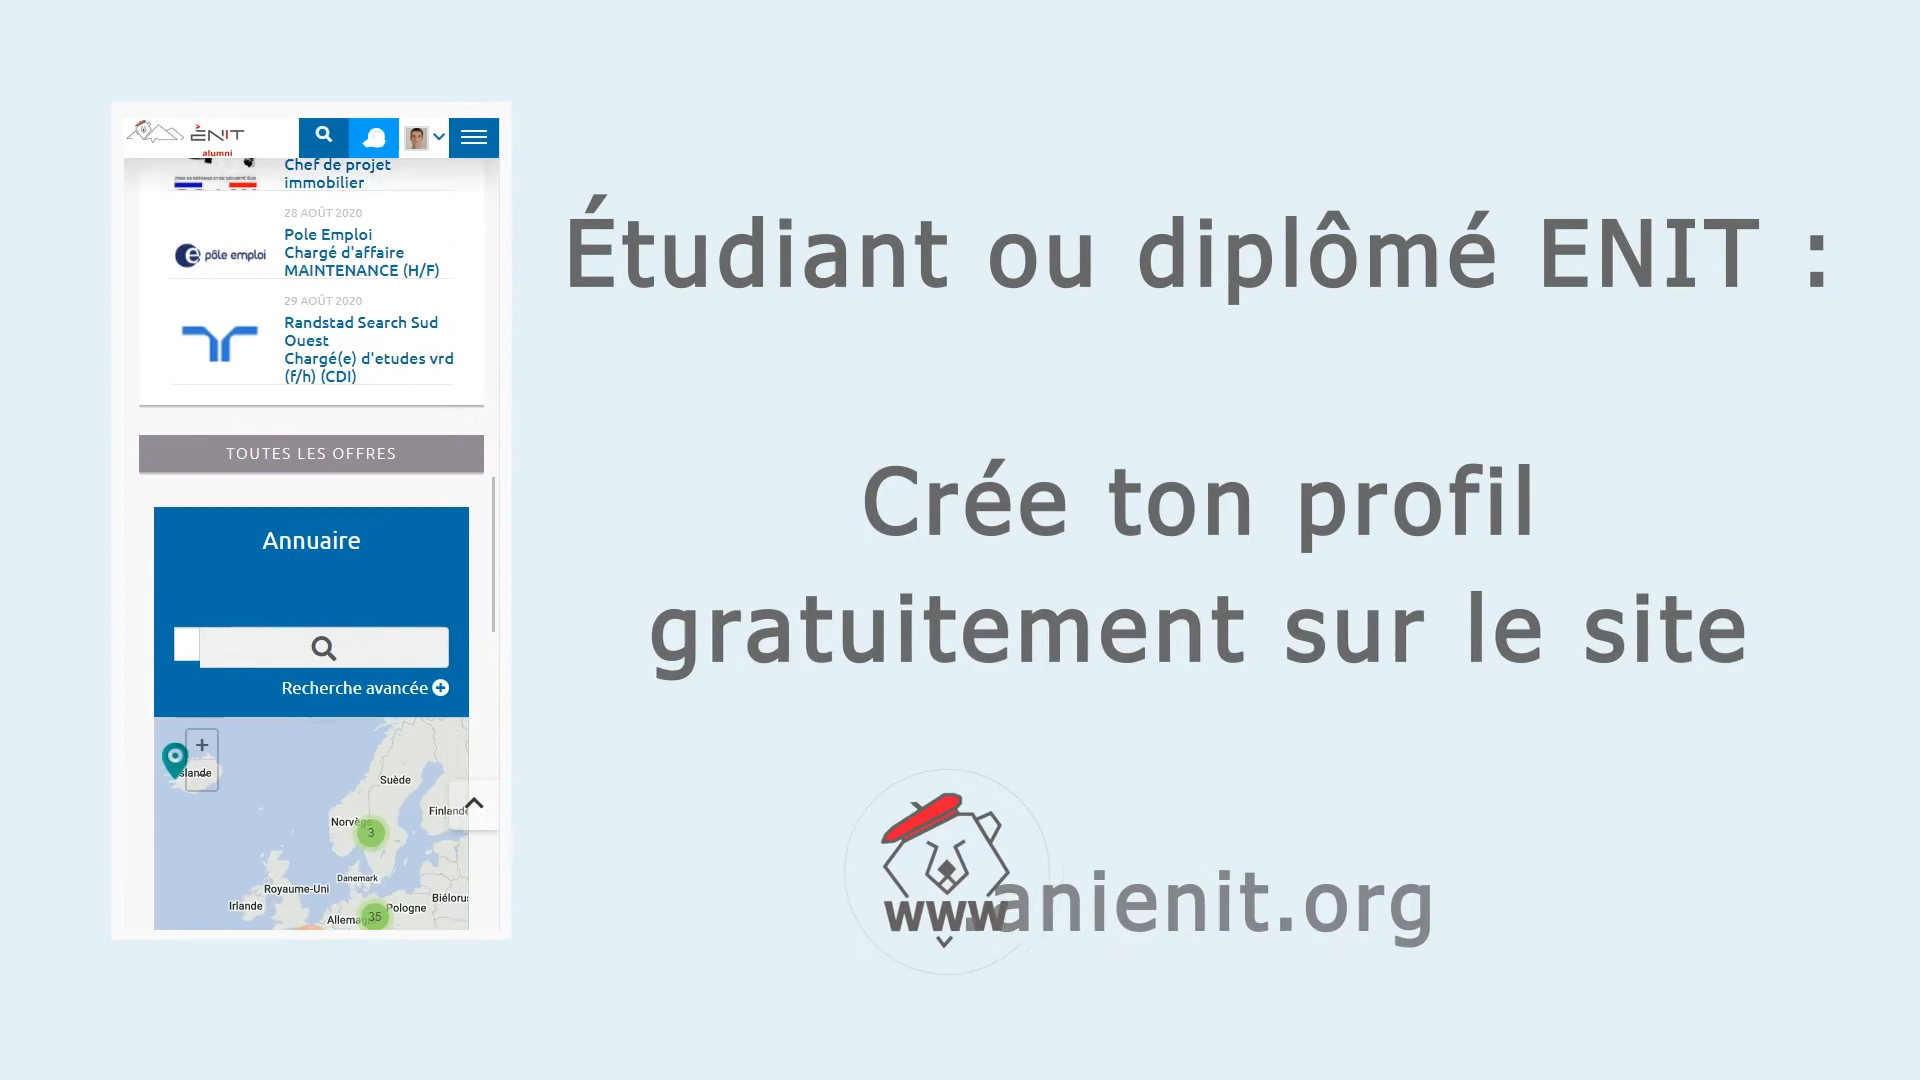 ÉNIT
alumni
Chef de projet
immobilier
28 AOÛT 2020
Pole Emploi
Chargé d'affaire
MAINTENANCE (H/F)
pôle emploi
29 AOÛT 2020
Randstad Search Sud
Ouest
Chargé(e) d'etudes vrd
(f/h) (CDI)
TOUTES LES OFFRES
Annuaire
Recherche avancée
+
Suède
Finlande
Norvège
3
Danemark
Royaume-Uni
Irlande
Pologne
35
Étudiant ou diplômé ENIT :
Crée ton profil
gratuitement sur le site
www.anienit.org